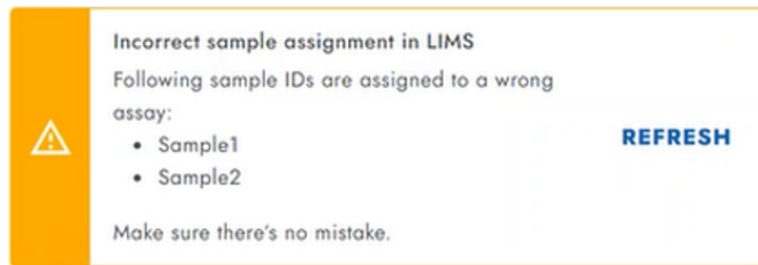 Incorrect sample assignment in LIMS
Following sample IDs are assigned to a wrong
assay:
• Sample1
• Sample2
REFRESH
Make sure there's no mistake.